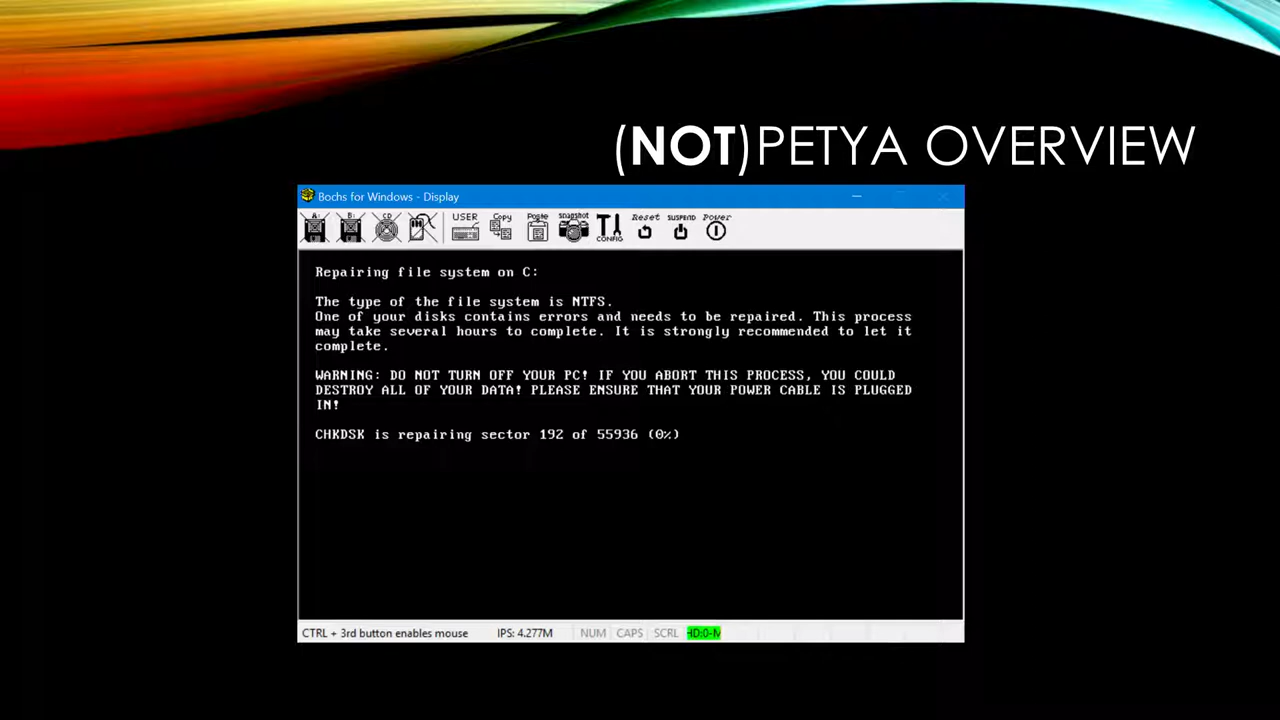 (NOT)PETYA OVERVIEW
Bochs for Windows - Display
A: B: CD USER Copy Paste snapshot CONFIG Reset SUSPEND Power
Repairing file system on C:
The type of the file system is NTFS.
One of your disks contains errors and needs to be repaired. This process
may take several hours to complete. It is strongly recommended to let it
complete.
WARNING: DO NOT TURN OFF YOUR PC! IF YOU ABORT THIS PROCESS, YOU COULD
DESTROY ALL OF YOUR DATA! PLEASE ENSURE THAT YOUR POWER CABLE IS PLUGGED
IN!
CHKDSK is repairing sector 192 of 55936 (0%)
CTRL + 3rd button enables mouse IPS: 4.277M NUM CAPS SCRL HD:0-M